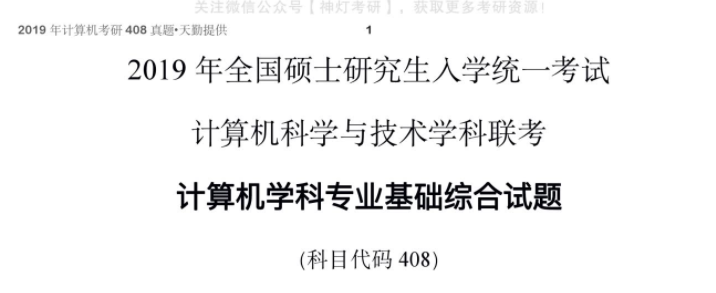 关注微信公众号【神灯考研】，获取更多考研资源！
2019 年计算机考研 408 真题•天勤提供 1
2019 年全国硕士研究生入学统一考试
计算机科学与技术学科联考
计算机学科专业基础综合试题
(科目代码 408)